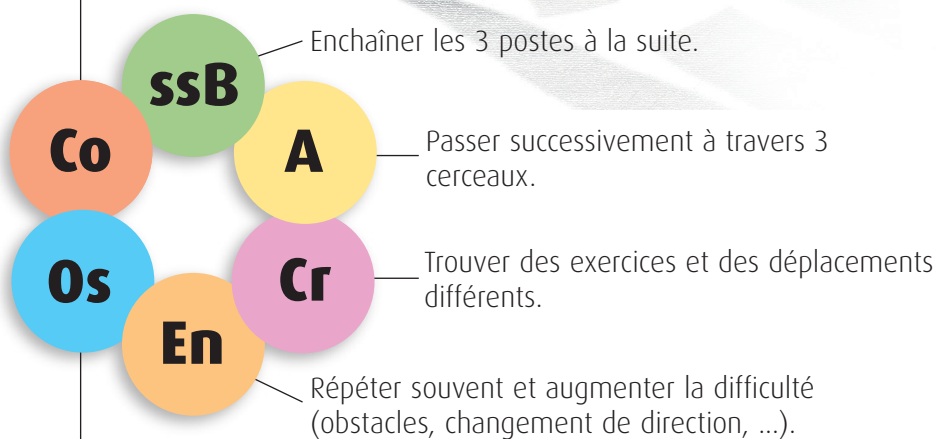 ssB
Enchaîner les 3 postes à la suite.
Co
A
Passer successivement à travers 3
cerceaux.
Os
Cr
Trouver des exercices et des déplacements
différents.
En
Répéter souvent et augmenter la difficulté
(obstacles, changement de direction, ...).